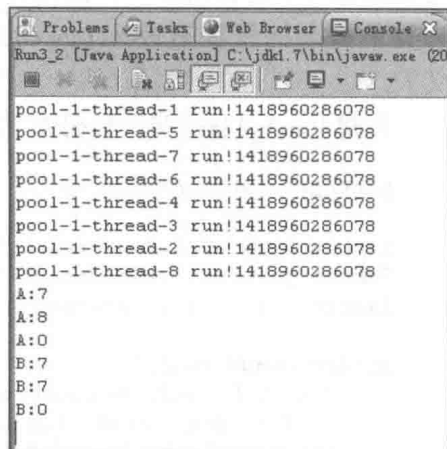 Problems Tasks Web Browser Console
Run3_2 [Java Application] C:\jdk1.7\bin\javaw.exe (20
pool-1-thread-1 run!1418960286078
pool-1-thread-5 run!1418960286078
pool-1-thread-7 run!1418960286078
pool-1-thread-6 run!1418960286078
pool-1-thread-4 run!1418960286078
pool-1-thread-3 run!1418960286078
pool-1-thread-2 run!1418960286078
pool-1-thread-8 run!1418960286078
A:7
A:8
A:0
B:7
B:7
B:0